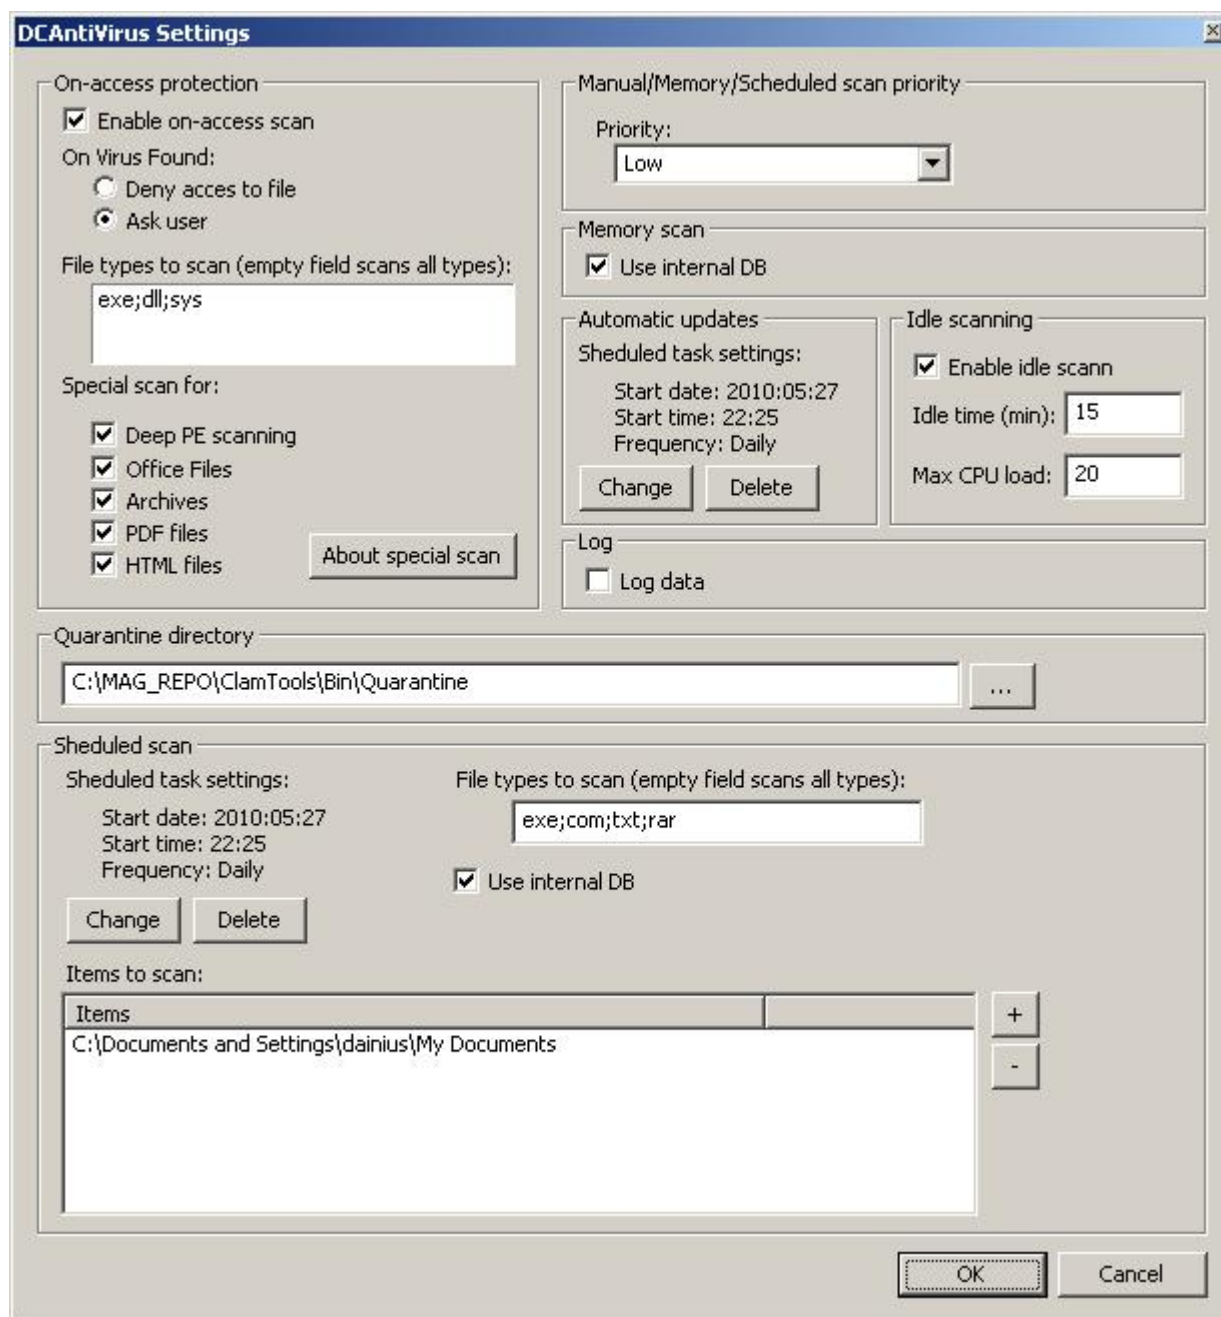 DCAntiVirus Settings
On-access protection
Enable on-access scan
On Virus Found:
Deny acces to file
Ask user
File types to scan (empty field scans all types):
exe;dll;sys
Special scan for:
Deep PE scanning
Office Files
Archives
PDF files
HTML files
About special scan
Manual/Memory/Scheduled scan priority
Priority:
Low
Memory scan
Use internal DB
Automatic updates
Sheduled task settings:
Start date: 2010:05:27
Start time: 22:25
Frequency: Daily
Change
Delete
Idle scanning
Enable idle scann
Idle time (min): 15
Max CPU load: 20
Log
Log data
Quarantine directory
C:\MAG_REPO\ClamTools\Bin\Quarantine
...
Sheduled scan
Sheduled task settings:
Start date: 2010:05:27
Start time: 22:25
Frequency: Daily
Change
Delete
File types to scan (empty field scans all types):
exe;com;txt;rar
Use internal DB
Items to scan:
Items
C:\Documents and Settings\dainius\My Documents
+
-
OK
Cancel